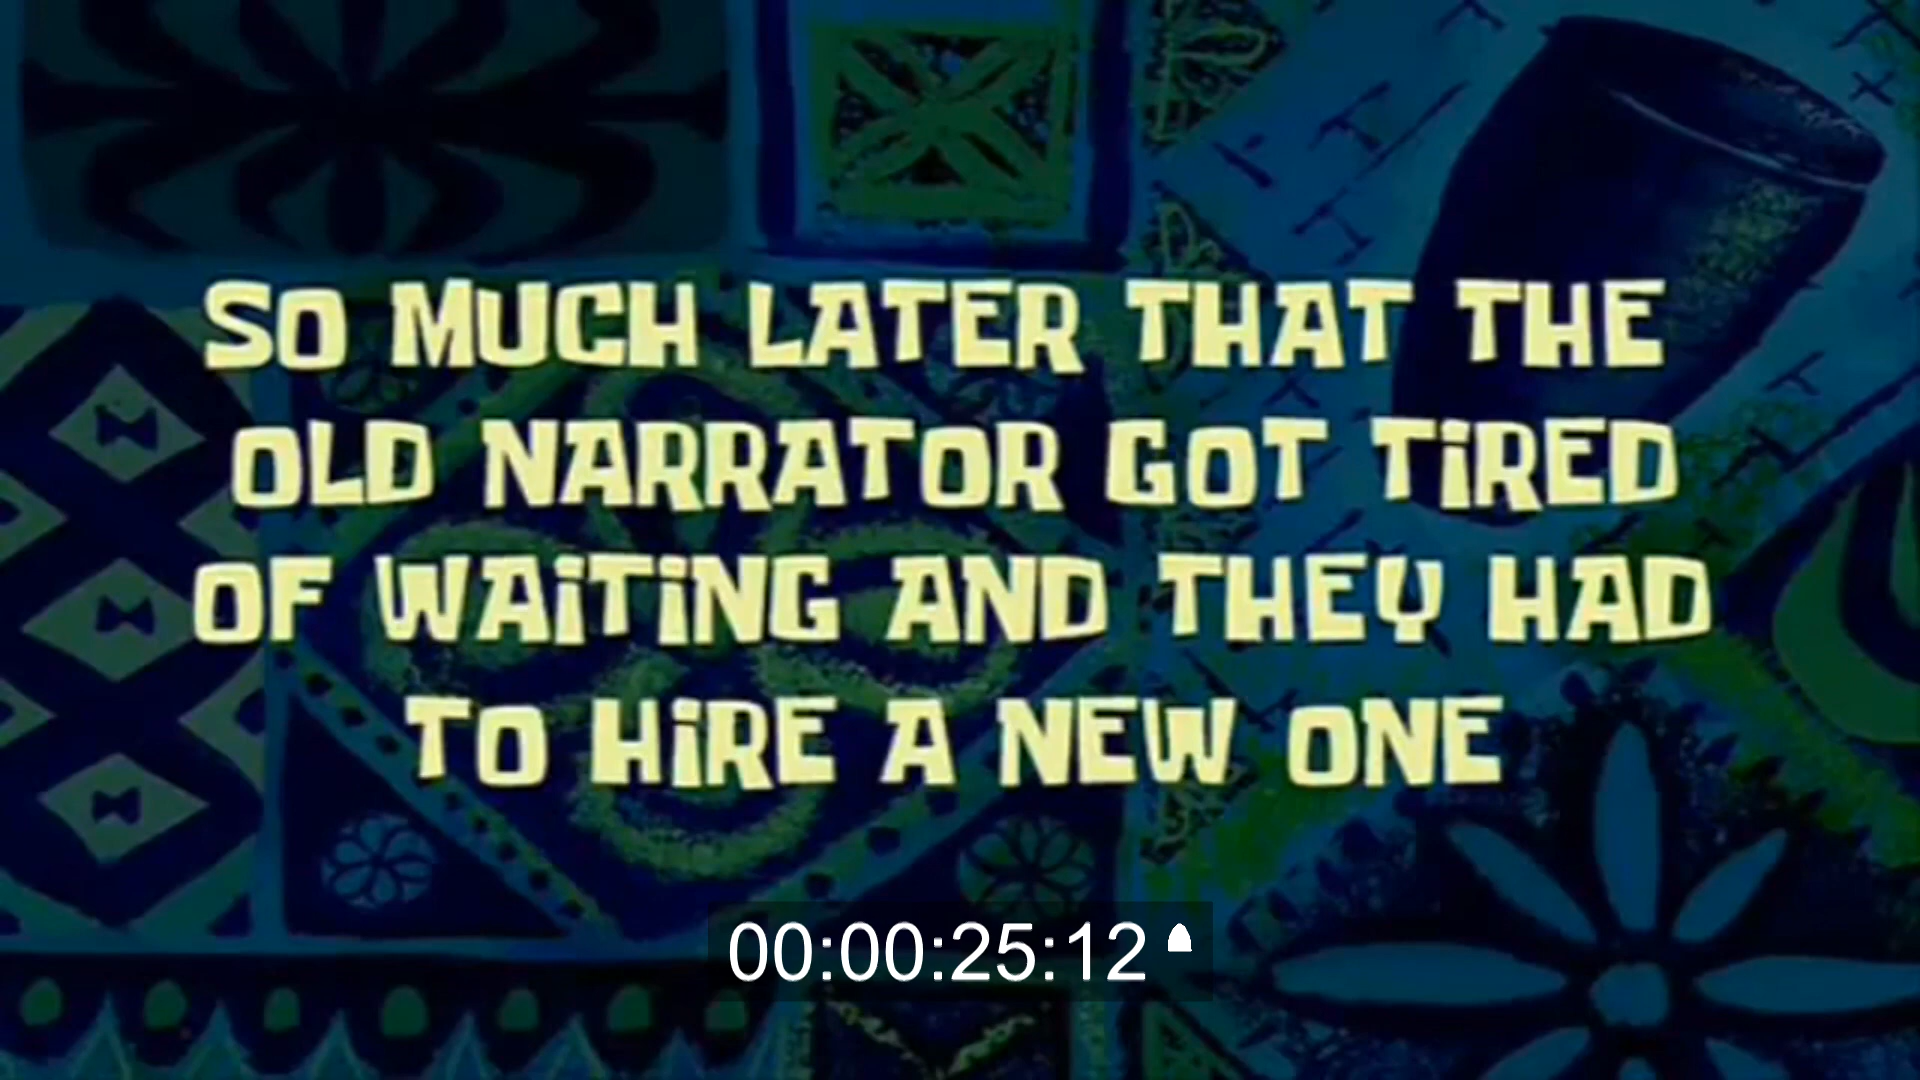 SO MUCH LATER THAT THE
OLD NARRATOR GOT TiRED
OF WAiTiNG AND THEY HAD
TO HiRE A NEW ONE
00:00:25:12